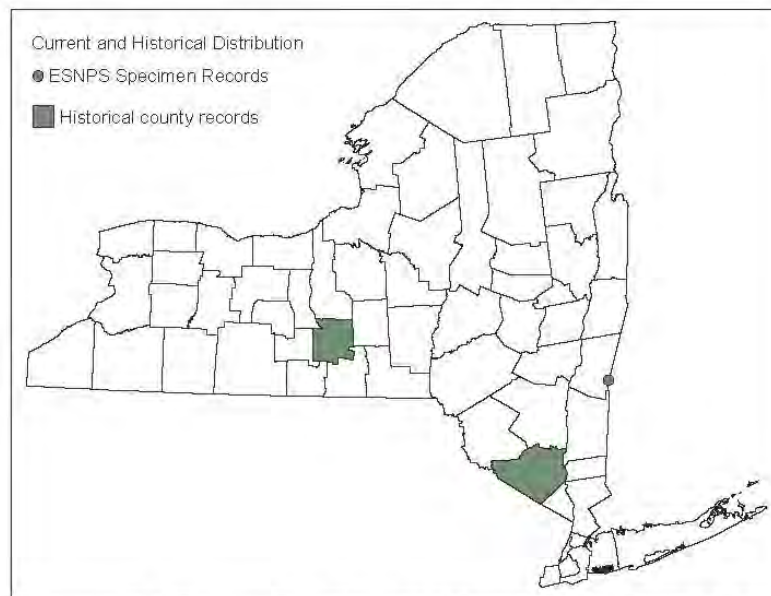 Current and Historical Distribution
ESNPS Specimen Records
Historical county records